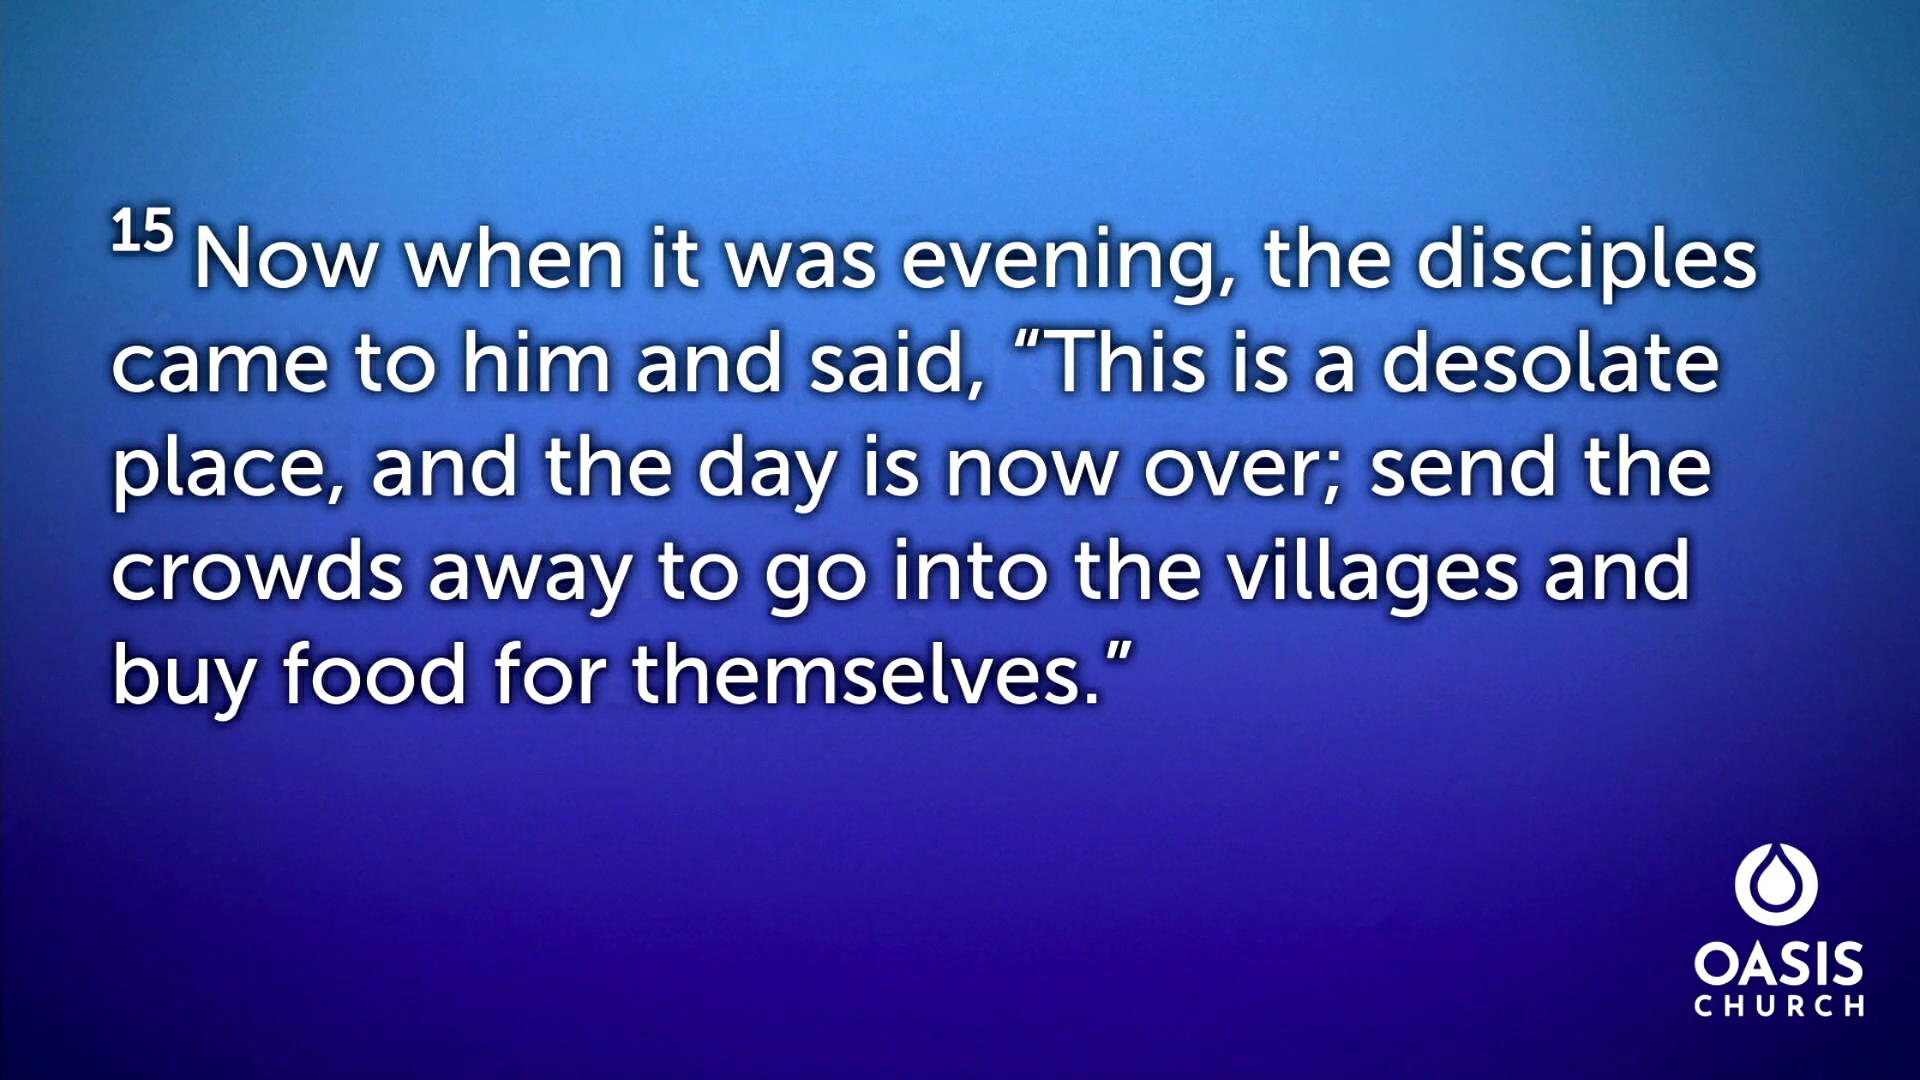 15 Now when it was evening, the disciples
came to him and said, “This is a desolate
place, and the day is now over; send the
crowds away to go into the villages and
buy food for themselves.”
OASIS
CHURCH